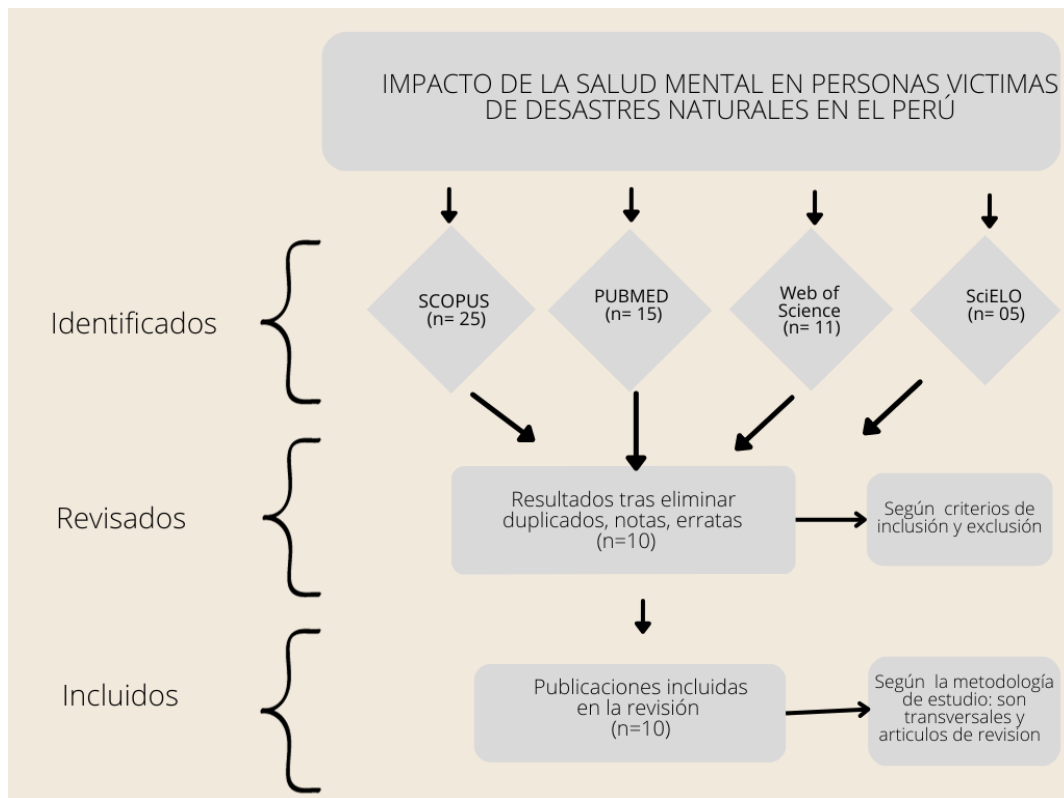 IMPACTO DE LA SALUD MENTAL EN PERSONAS VICTIMAS
DE DESASTRES NATURALES EN EL PERÚ
Identificados
SCOPUS
(n= 25)
PUBMED
(n= 15)
Web of
Science
(n= 11)
SciELO
(n= 05)
Revisados
Resultados tras eliminar
duplicados, notas, erratas
(n=10)
Según criterios de
inclusión y exclusión
Incluidos
Publicaciones incluidas
en la revisión
(n=10)
Según la metodología
de estudio: son
transversales y
articulos de revision